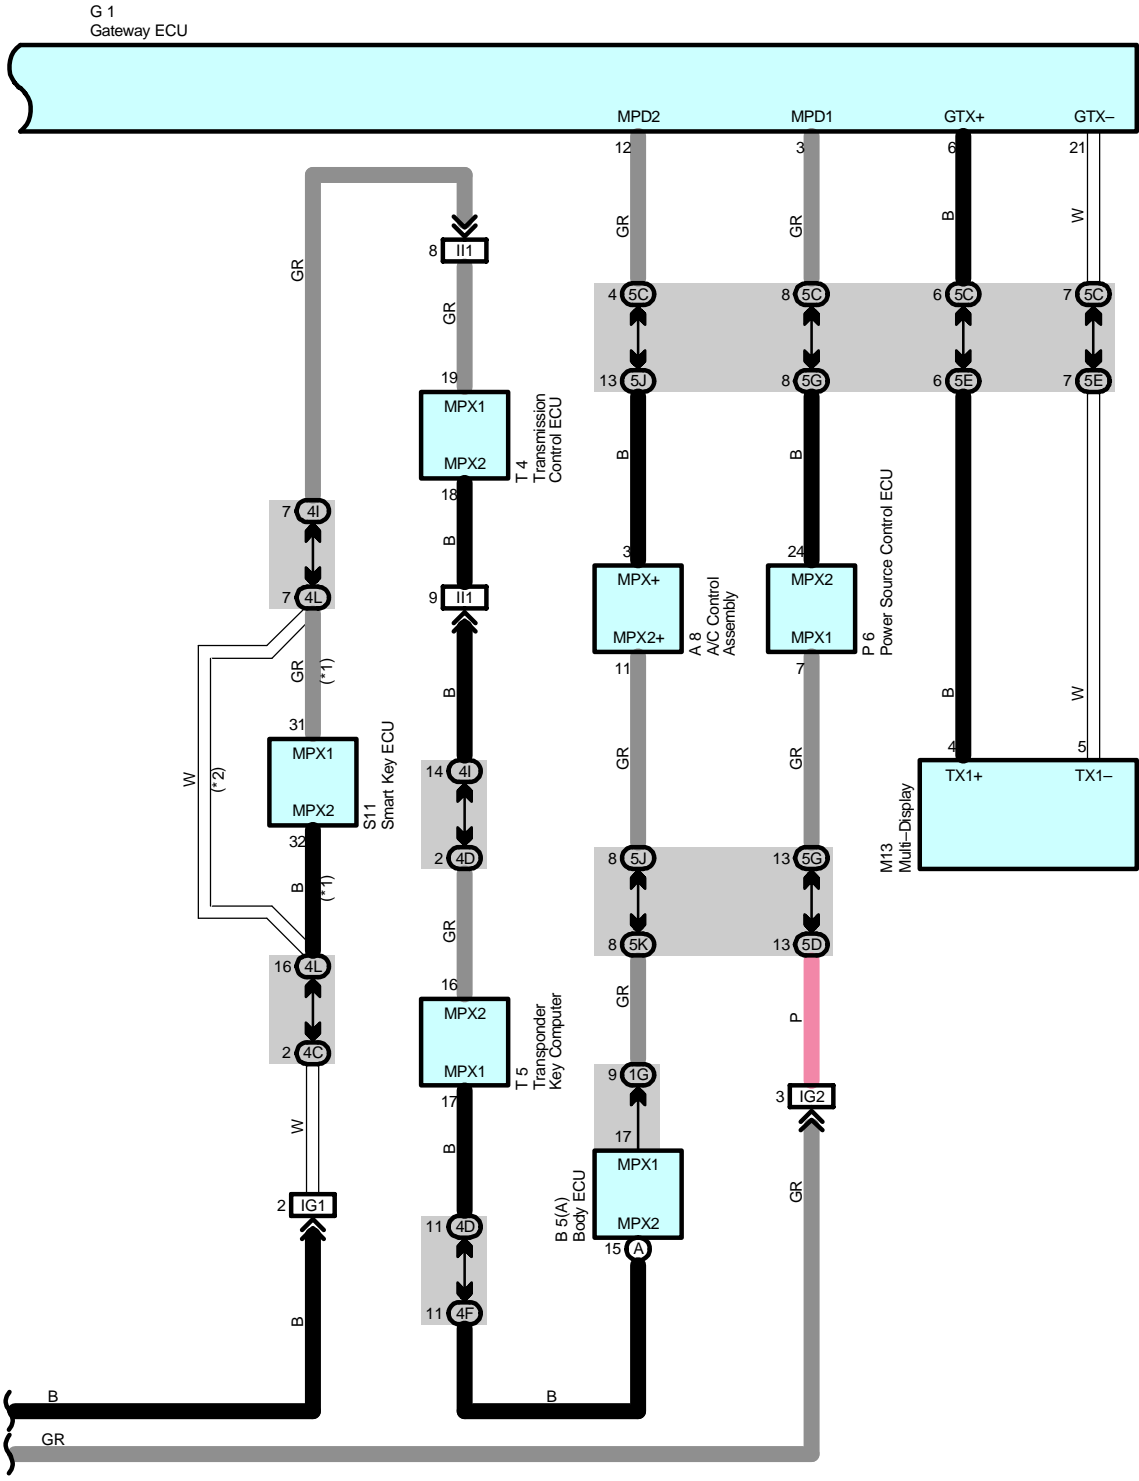 G 1
Gateway ECU
MPD2 MPD1 GTX+ GTX–
12 3 6 21
GR GR B W
8 II1
GR
GR
4 5C 8 5C 6 5C 7 5C
13 5J 8 5G 6 5E 7 5E
19
MPX1
MPX2
T 4
Transmission
Control ECU
18
B
B B
7 4I
7 4L
9 II1
3
MPX+
MPX2+
A 8
A/C Control
Assembly
11
24
MPX2
MPX1
P 6
Power Source Control ECU
7
GR
(*1)
W
(*2)
B
B W
31
MPX1
MPX2
S11
Smart Key ECU
32
B
(*1)
GR GR
4 5
TX1+ TX1–
M13
Multi–Display
14 4I
2 4D
8 5J 13 5G
8 5K 13 5D
GR
16 4L
2 4C
GR P
16
MPX2
MPX1
T 5
Transponder
Key Computer
17
9 1G
3 IG2
W
B
17
MPX1
MPX2
B 5(A)
Body ECU
15 A
GR
2 IG1
11 4D
11 4F
B
B B
GR